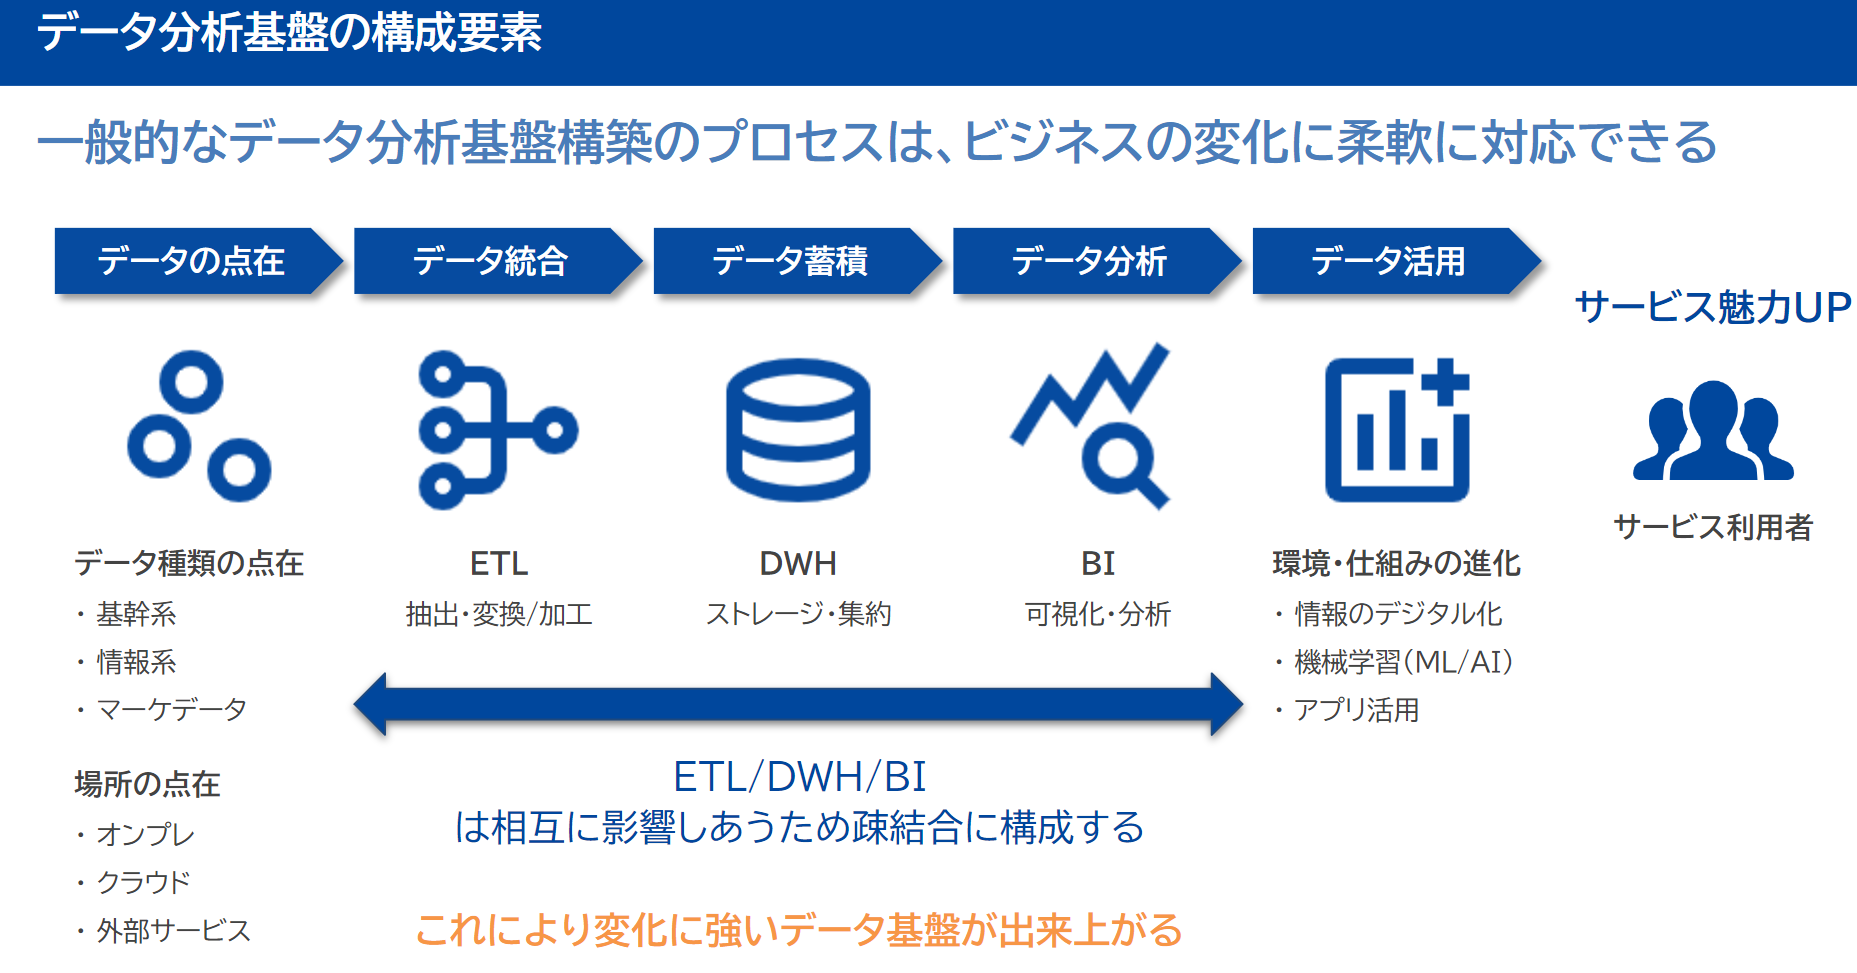 データ分析基盤の構成要素
一般的なデータ分析基盤構築のプロセスは、ビジネスの変化に柔軟に対応できる
データの点在
データ統合
データ蓄積
データ分析
データ活用
サービス魅力UP
サービス利用者
データ種類の点在
・ 基幹系
・ 情報系
・ マーケデータ
場所の点在
・ オンプレ
・ クラウド
・ 外部サービス
ETL
抽出・変換/加工
DWH
ストレージ・集約
BI
可視化・分析
環境・仕組みの進化
・ 情報のデジタル化
・ 機械学習(ML/AI)
・ アプリ活用
ETL/DWH/BI
は相互に影響しあうため疎結合に構成する
これにより変化に強いデータ基盤が出来上がる